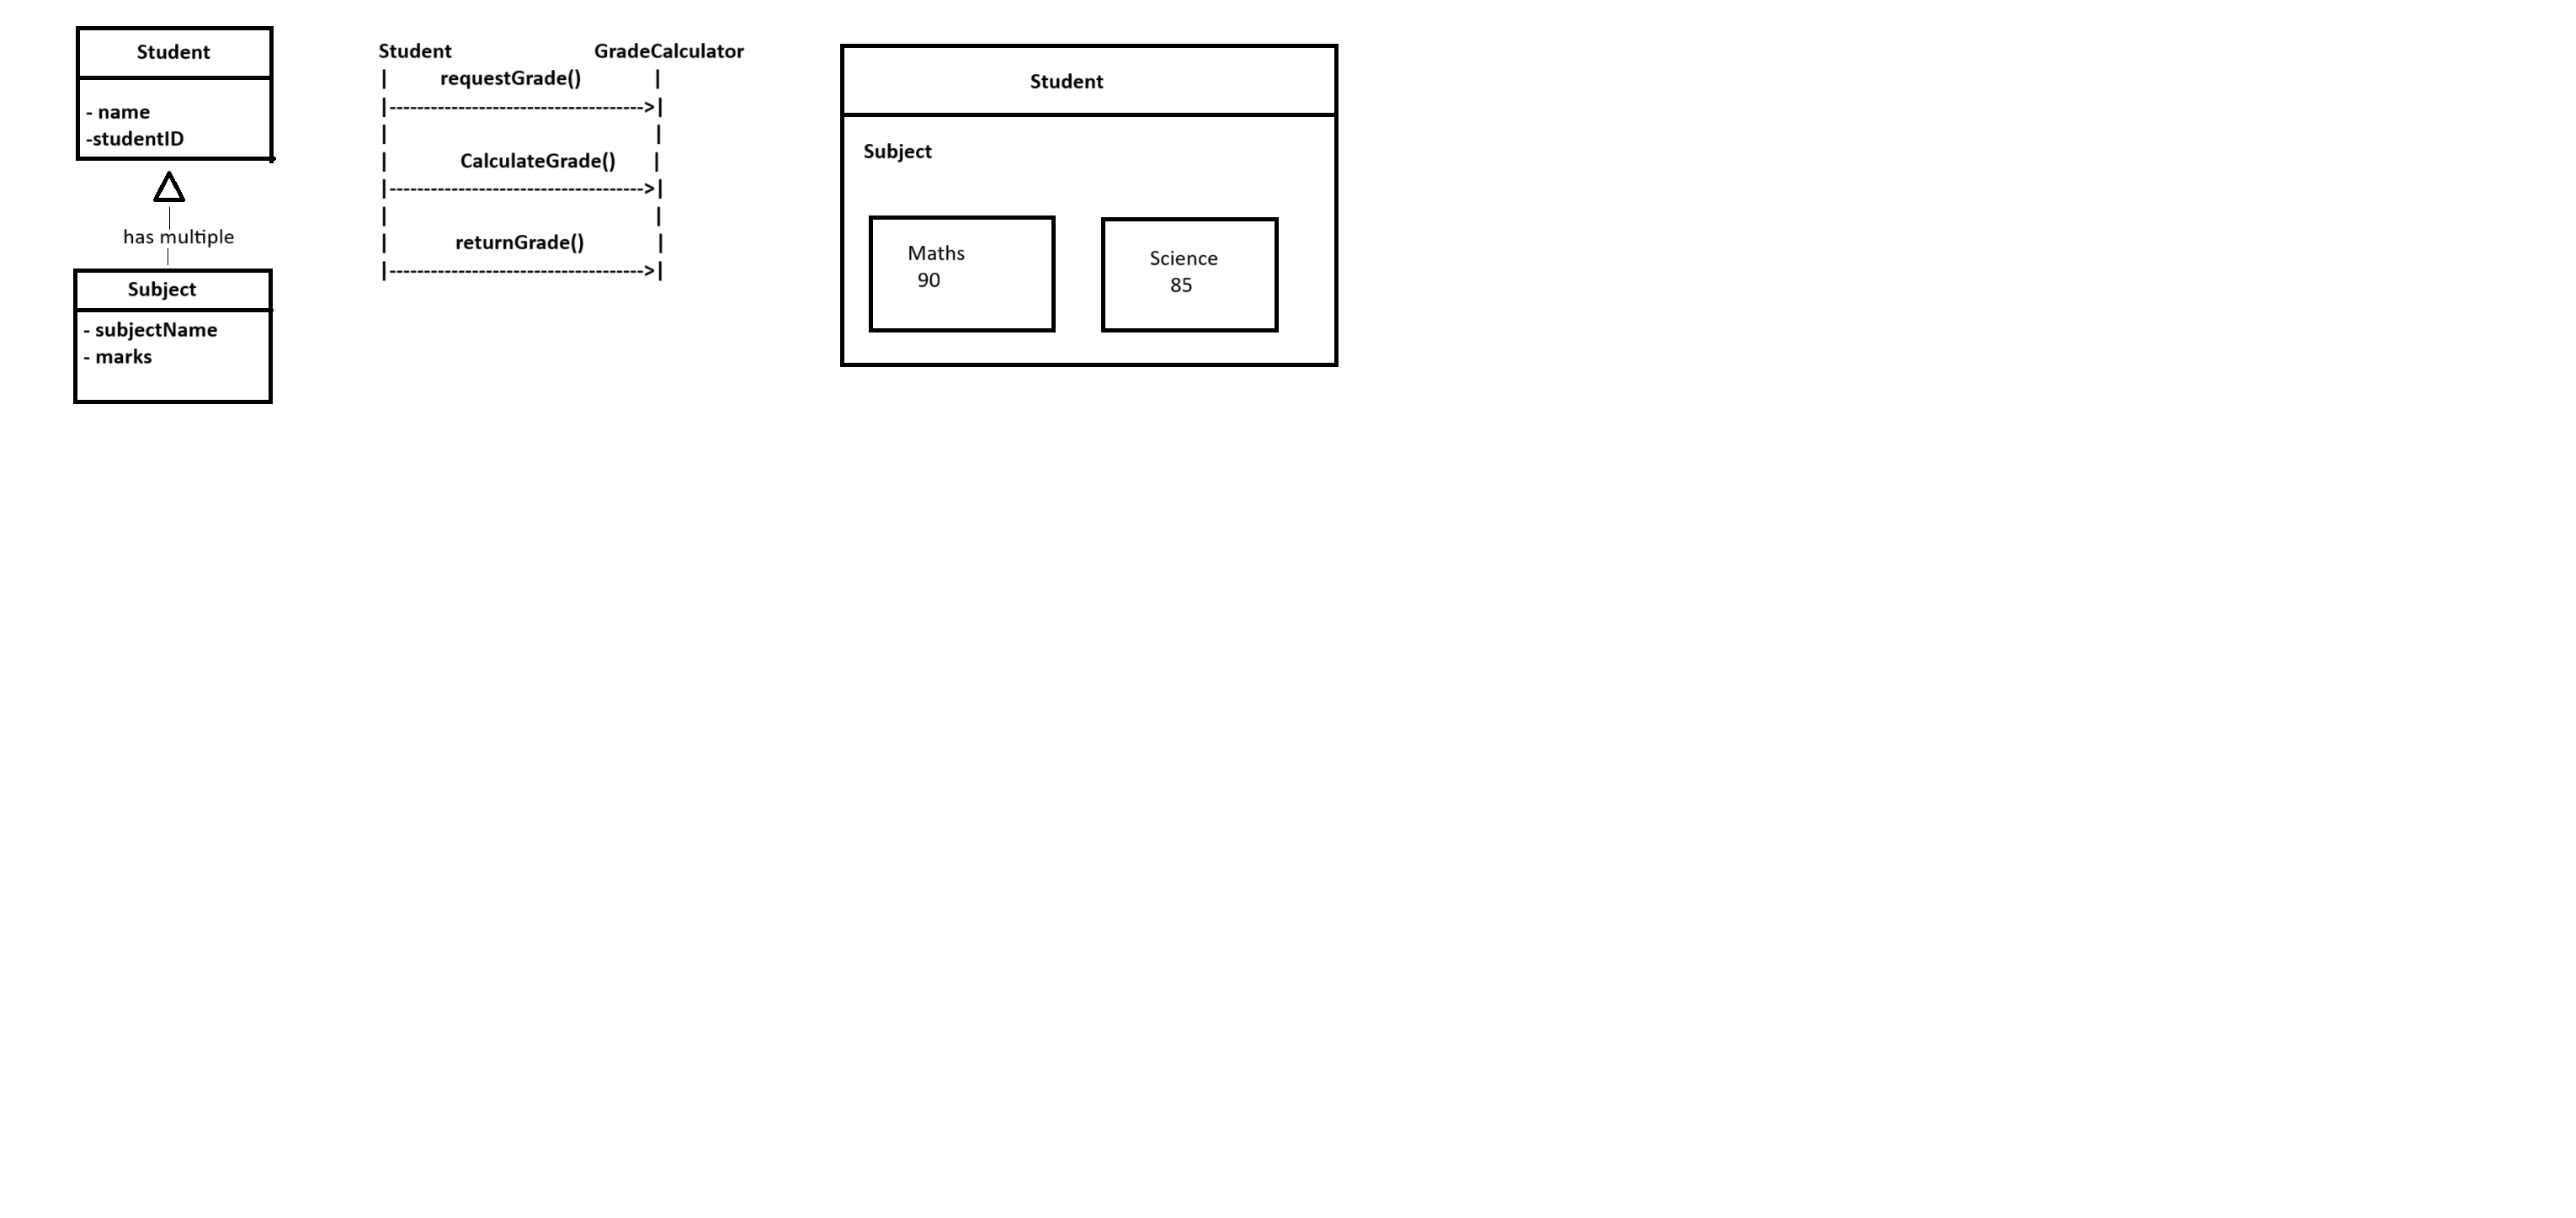 Student
- name
-studentID
has multiple
Subject
- subjectName
- marks
Student GradeCalculator
requestGrade()
CalculateGrade()
returnGrade()
Student
Subject
Maths
90
Science
85